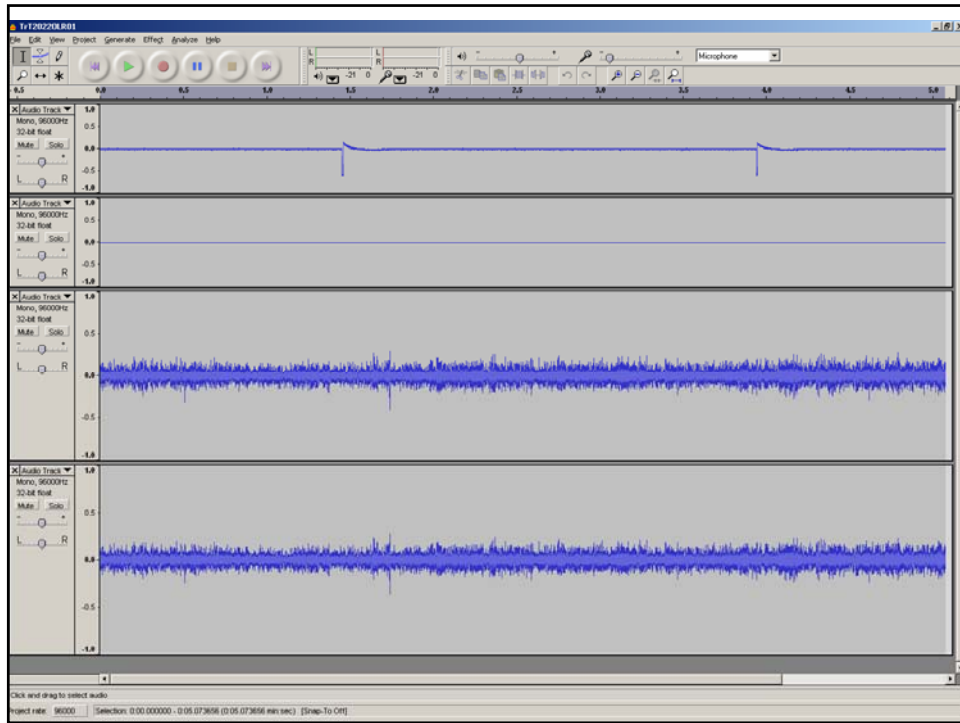 TrT2022OLR01
File Edit View Project Generate Effect Analyze Help
L
R
-21 0
L
R
-21 0
Microphone
- 0.5 0.0 0.5 1.0 1.5 2.0 2.5 3.0 3.5 4.0 4.5 5.0
X Audio Track
Mono, 96000Hz
32-bit float
Mute Solo
- +
L R
1.0
0.5
0.0
-0.5
-1.0
X Audio Track
Mono, 96000Hz
32-bit float
Mute Solo
- +
L R
1.0
0.5
0.0
-0.5
-1.0
X Audio Track
Mono, 96000Hz
32-bit float
Mute Solo
- +
L R
1.0
0.5
0.0
-0.5
-1.0
X Audio Track
Mono, 96000Hz
32-bit float
Mute Solo
- +
L R
1.0
0.5
0.0
-0.5
-1.0
Click and drag to select audio
Project rate: 96000 Selection: 0:00.000000 - 0:05.073656 (0:05.073656 min:sec) [Snap-To Off]